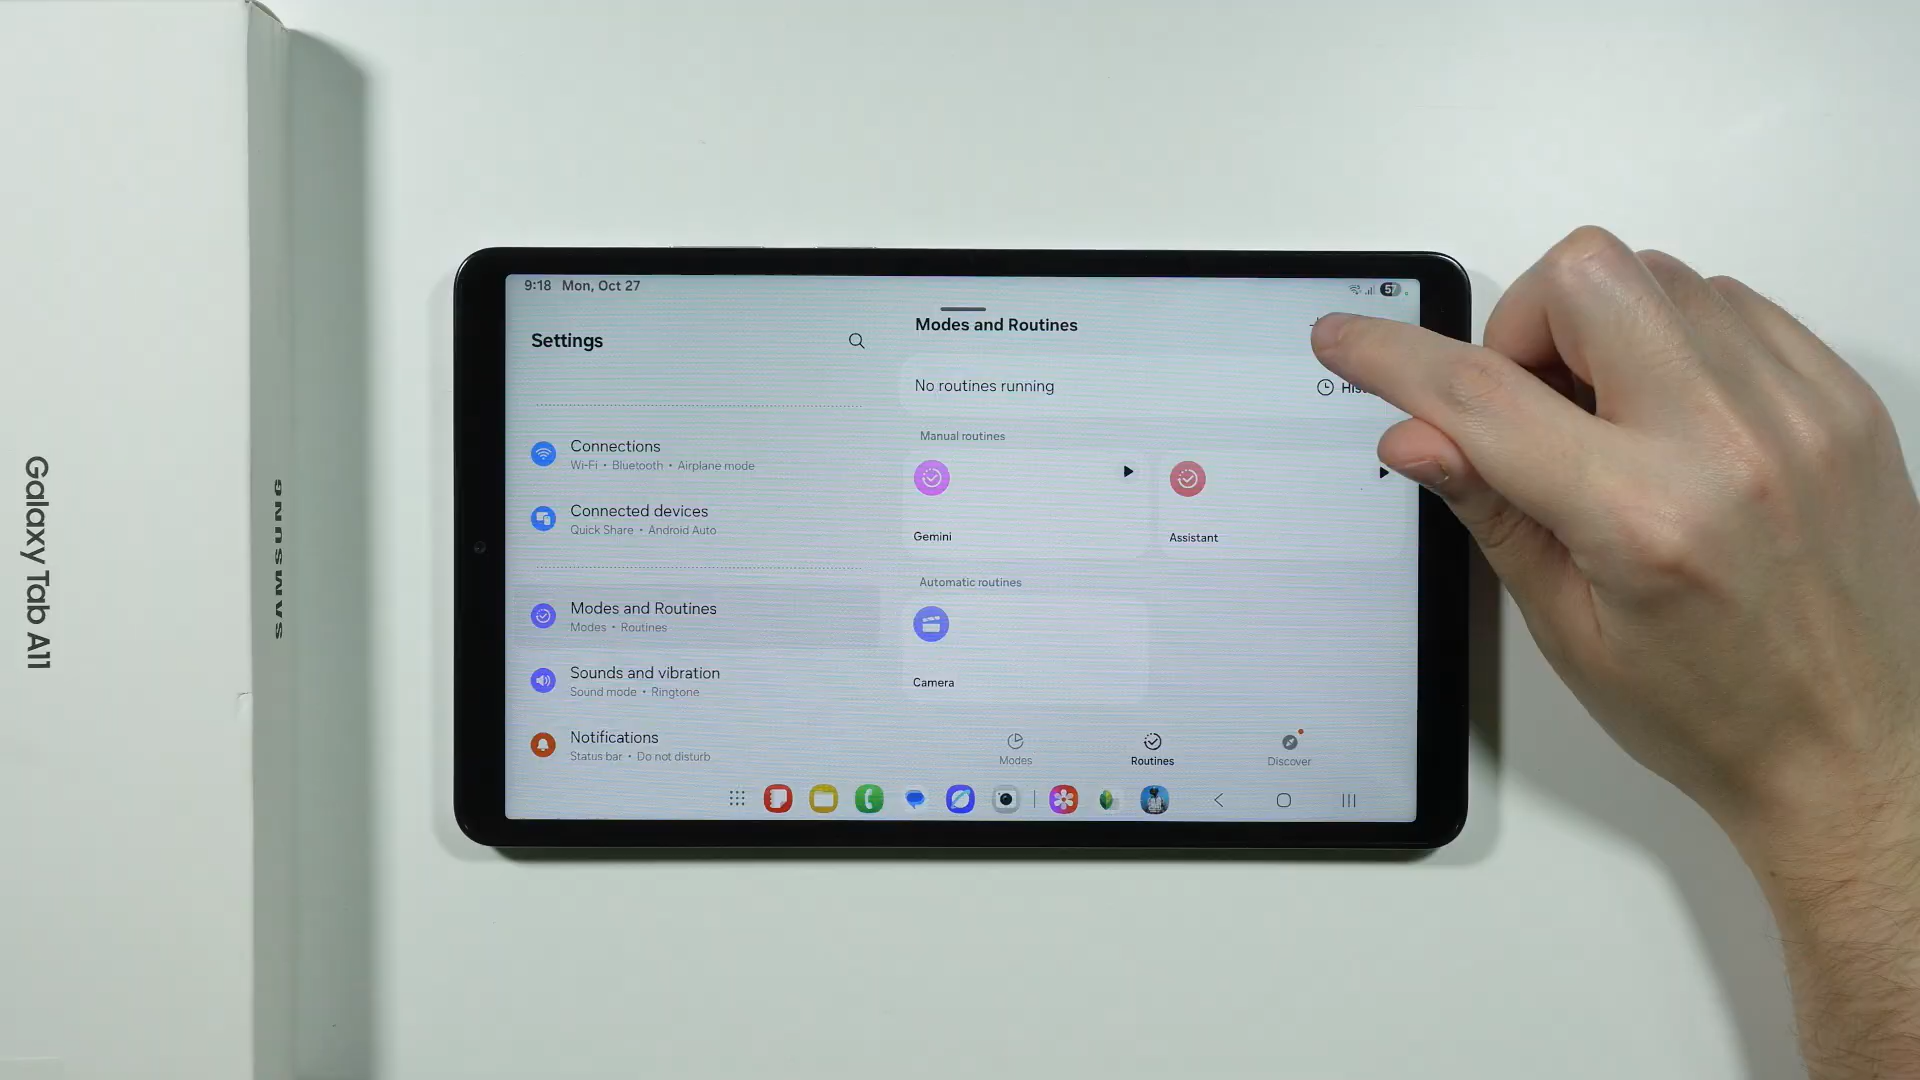 Galaxy Tab A11
SAMSUNG
9:18 Mon, Oct 27
57
Settings
Connections
Wi-Fi • Bluetooth • Airplane mode
Connected devices
Quick Share • Android Auto
Modes and Routines
Modes • Routines
Sounds and vibration
Sound mode • Ringtone
Notifications
Status bar • Do not disturb
Modes and Routines
No routines running
Manual routines
Gemini
Assistant
Automatic routines
Camera
Modes
Routines
Discover